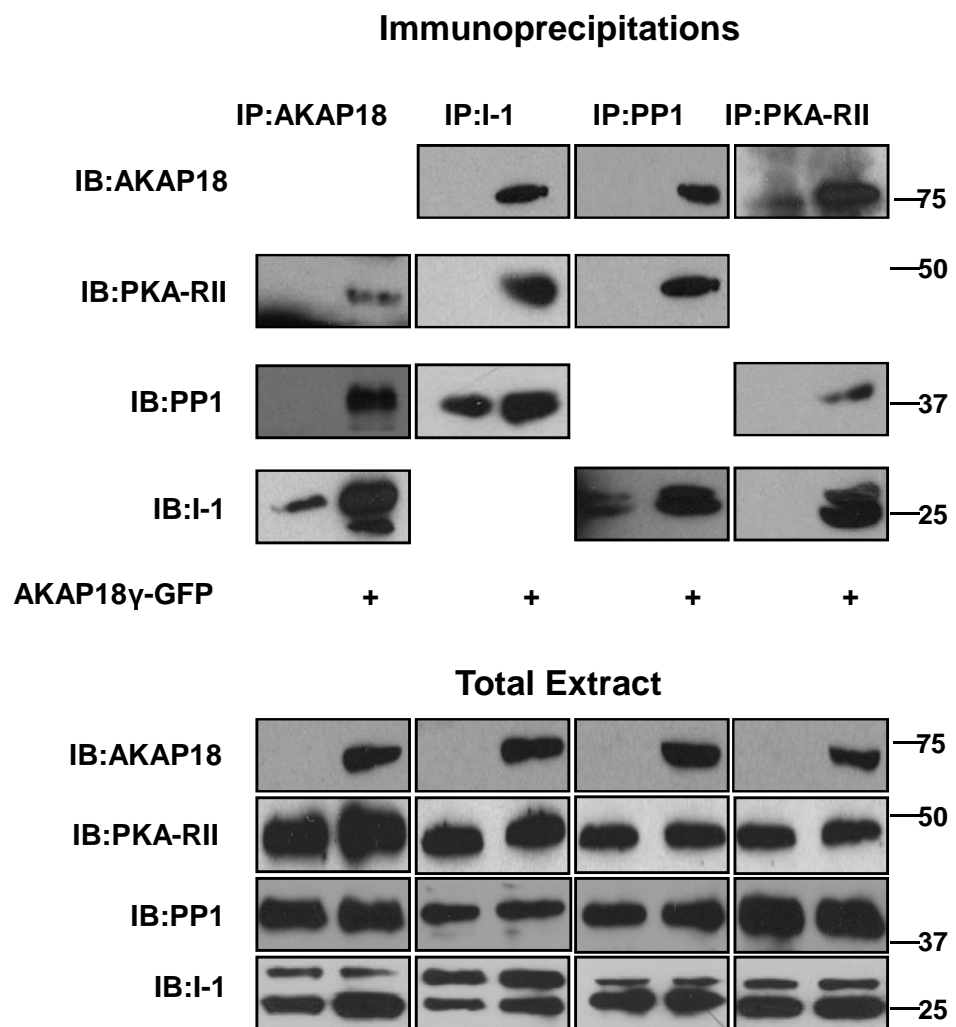 Immunoprecipitations
IP:AKAP18 IP:I-1 IP:PP1 IP:PKA-RII
IB:AKAP18
75
50
IB:PKA-RII
IB:PP1
37
IB:I-1
25
AKAP18γ-GFP + + + +
Total Extract
IB:AKAP18
75
IB:PKA-RII
50
IB:PP1
37
IB:I-1
25